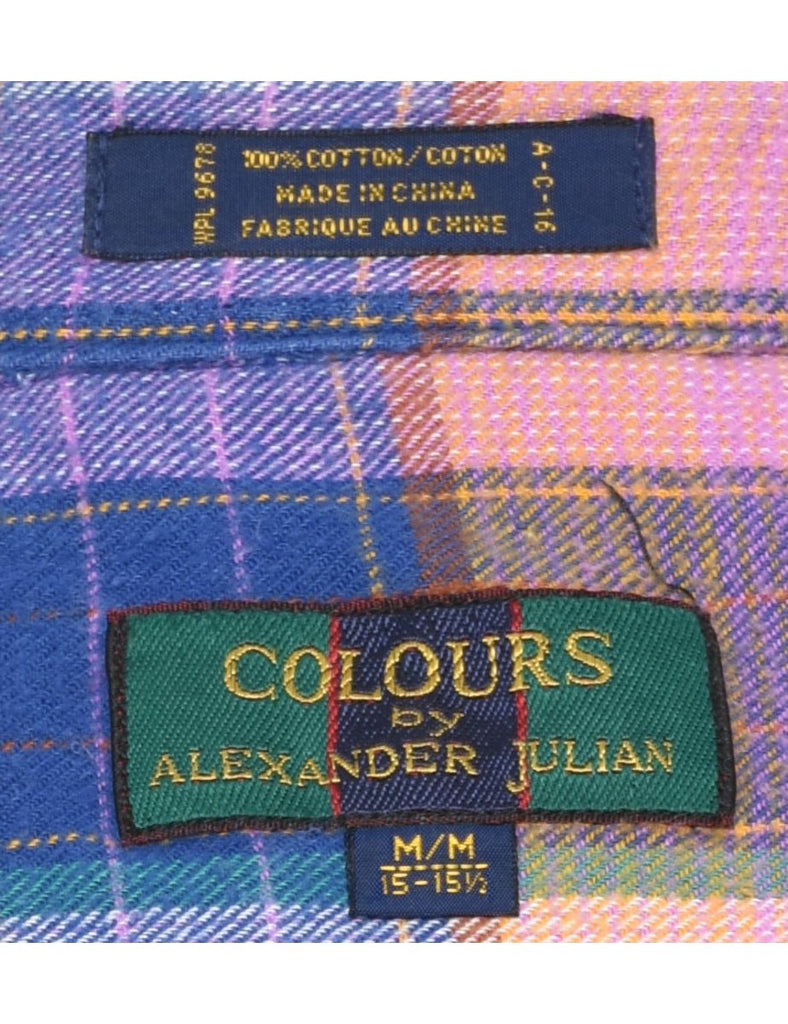 WPL 9678
100% COTTON/COTON
MADE IN CHINA
FABRIQUE AU CHINE
A-C-16
COLOURS
by
ALEXANDER JULIAN
M/M
15-15½